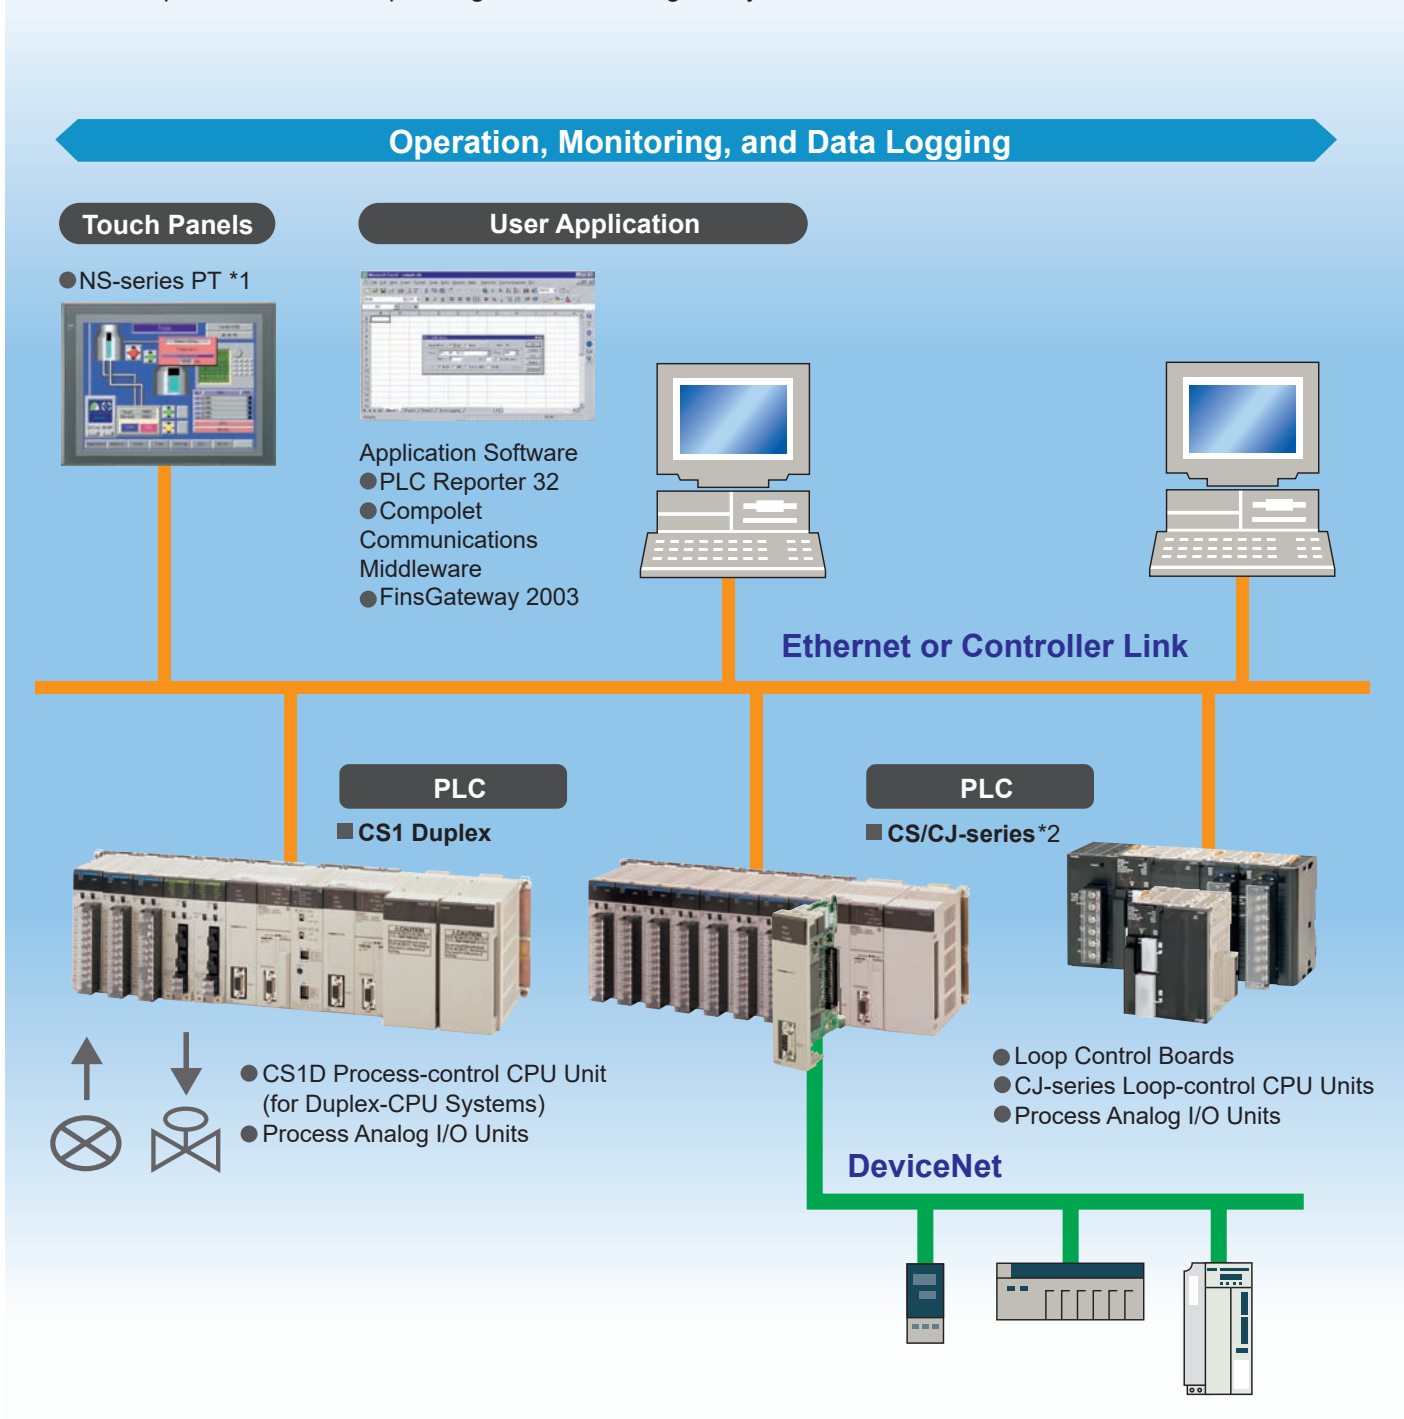 Operation, Monitoring, and Data Logging
Touch Panels
User Application
●NS-series PT *1
Application Software
●PLC Reporter 32
●Compolet
Communications
Middleware
●FinsGateway 2003
Ethernet or Controller Link
PLC
■ CS1 Duplex
PLC
■ CS/CJ-series*2
● CS1D Process-control CPU Unit
(for Duplex-CPU Systems)
● Process Analog I/O Units
● Loop Control Boards
● CJ-series Loop-control CPU Units
● Process Analog I/O Units
DeviceNet